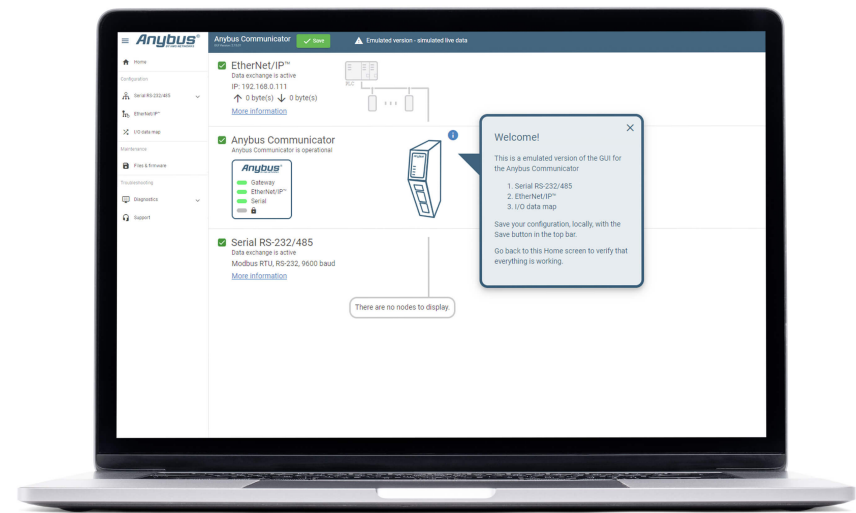 Anybus®
BY HMS NETWORKS
Anybus Communicator
Save
Emulated version - simulated live data
Home
Configuration
Serial RS-232/485
EtherNet/IP™
I/O data map
Maintenance
Files & firmware
Troubleshooting
Diagnostics
Support
EtherNet/IP™
Data exchange is active
IP: 192.168.0.111
0 byte(s) 0 byte(s)
More information
PLC
Anybus Communicator
Anybus Communicator is operational
Anybus®
Gateway
EtherNet/IP™
Serial
Anybus
Serial RS-232/485
Data exchange is active
Modbus RTU, RS-232, 9600 baud
More information
There are no nodes to display.
Welcome!
This is a emulated version of the GUI for
the Anybus Communicator
1. Serial RS-232/485
2. EtherNet/IP™
3. I/O data map
Save your configuration, locally, with the
Save button in the top bar.
Go back to this Home screen to verify that
everything is working.